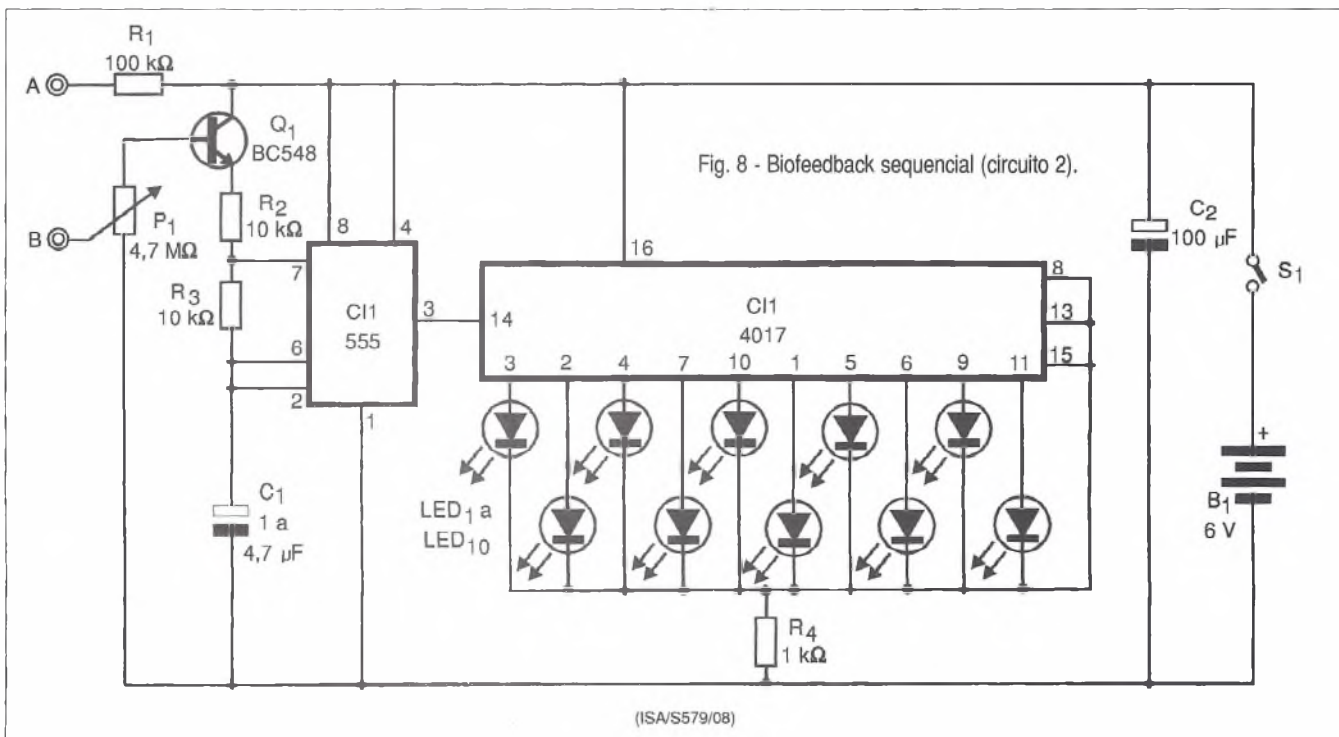 R1
100 kΩ
A
Q1
BC548
Fig. 8 - Biofeedback sequencial (circuito 2).
B
P1
4,7 MΩ
R2
10 kΩ
8
4
7
R3
10 kΩ
CI1
555
3
6
2
1
16
14
CI1
4017
8
13
15
3 2 4 7 10 1 5 6 9 11
C2
100 µF
S1
C1
1 a
4,7 µF
LED1 a
LED10
+
B1
6 V
R4
1 kΩ
(ISA/S579/08)